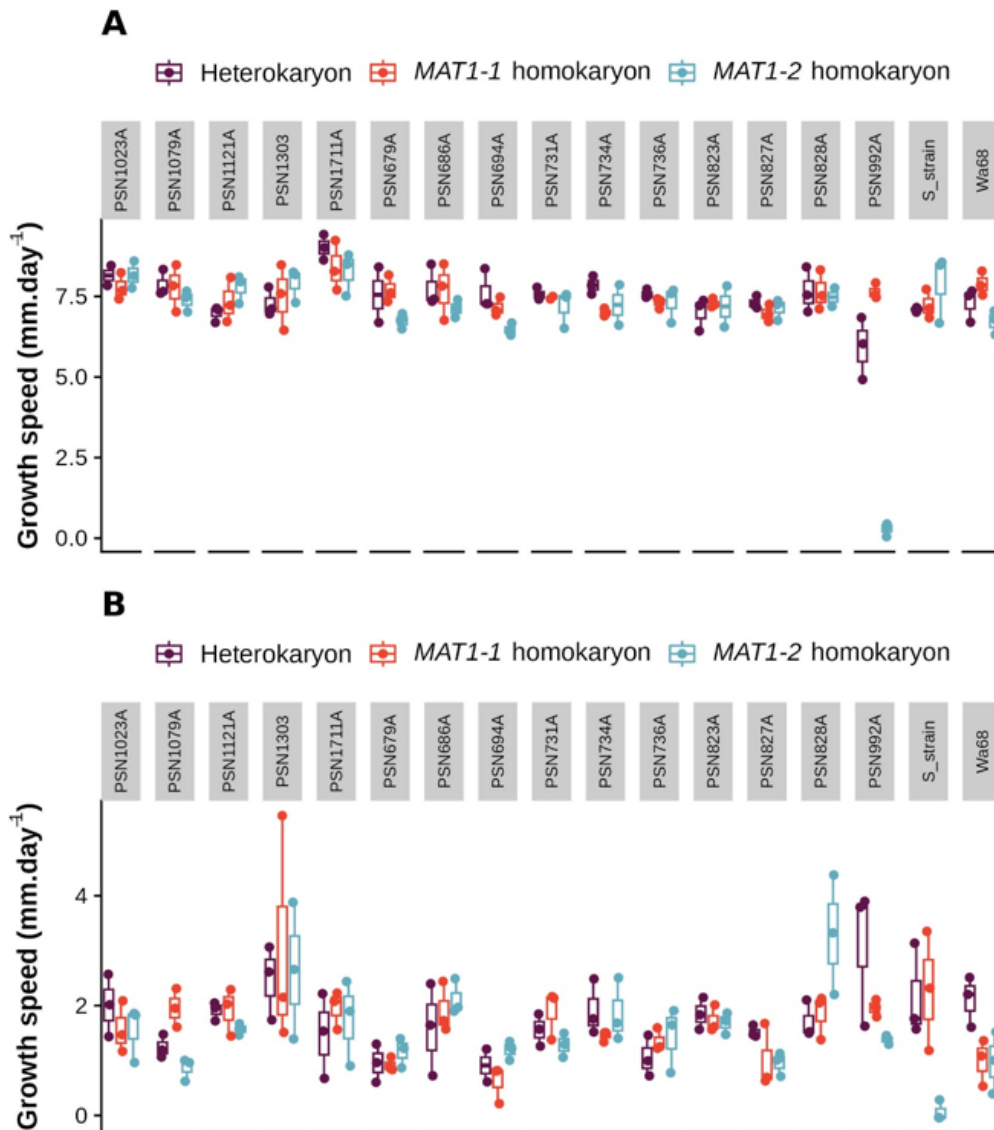 A
Heterokaryon MAT1-1 homokaryon MAT1-2 homokaryon
PSN1023A PSN1079A PSN1121A PSN1303 PSN1711A PSN679A PSN686A PSN694A PSN731A PSN734A PSN736A PSN823A PSN827A PSN828A PSN992A S_strain Wa68
Growth speed (mm.day⁻¹)
7.5
5.0
2.5
0.0
B
Heterokaryon MAT1-1 homokaryon MAT1-2 homokaryon
PSN1023A PSN1079A PSN1121A PSN1303 PSN1711A PSN679A PSN686A PSN694A PSN731A PSN734A PSN736A PSN823A PSN827A PSN828A PSN992A S_strain Wa68
Growth speed (mm.day⁻¹)
4
2
0